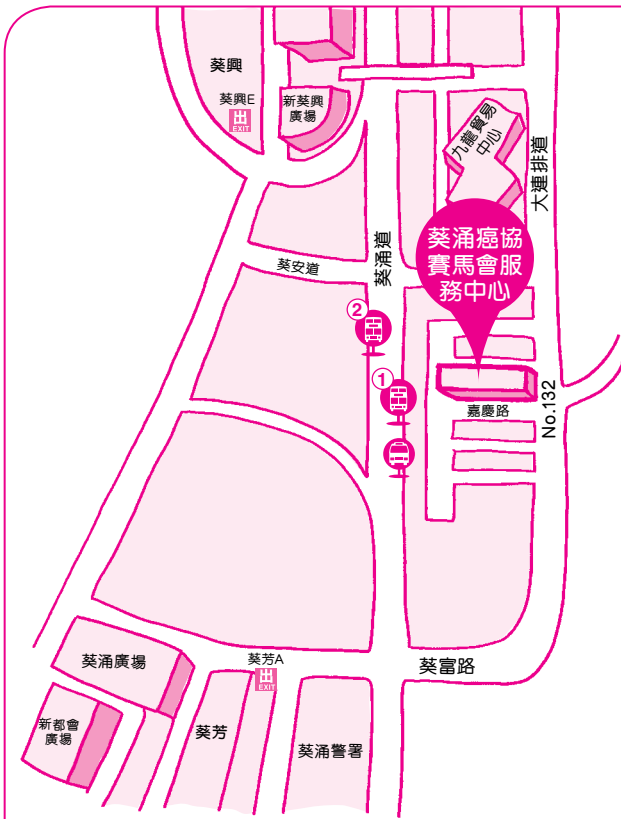 葵興
葵興E
出
EXIT
新葵興
廣場
九龍貿易
中心
大連排道
葵涌道
葵涌癌協
賽馬會服
務中心
葵安道
2
1
嘉慶路
No.132
葵涌廣場
葵芳A
出
EXIT
葵富路
新都會
廣場
葵芳
葵涌警署